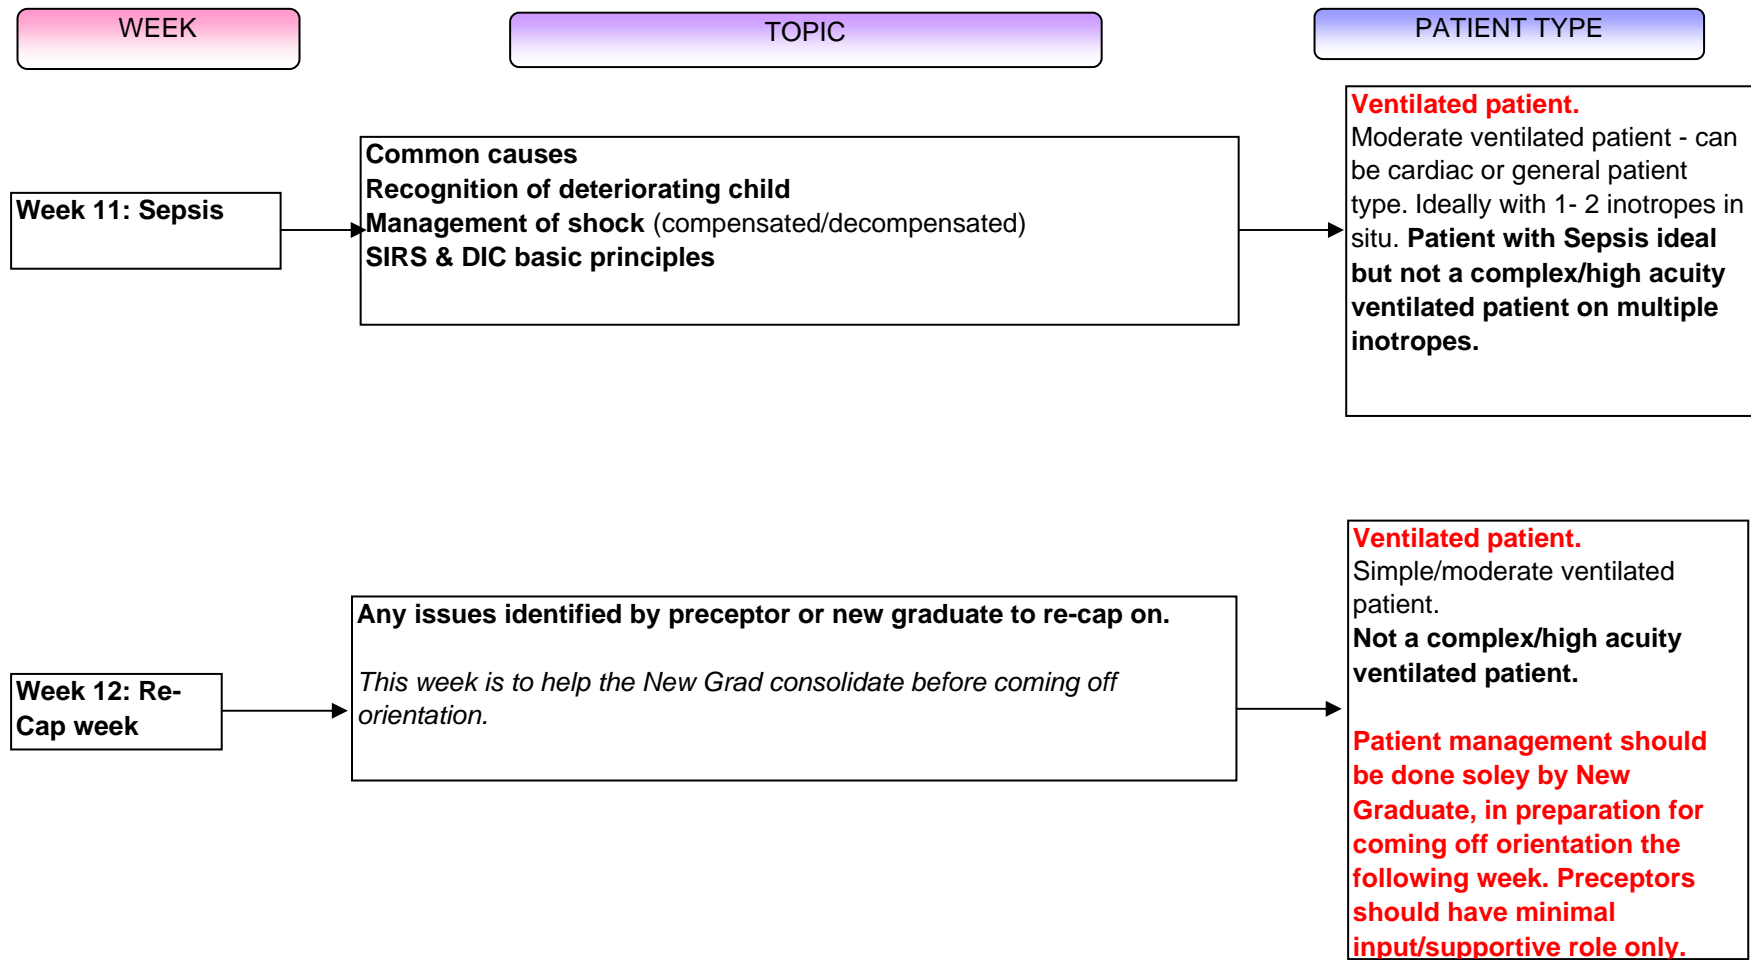 WEEK
TOPIC
PATIENT TYPE
Week 11: Sepsis
Common causes
Recognition of deteriorating child
Management of shock (compensated/decompensated)
SIRS & DIC basic principles
Ventilated patient.
Moderate ventilated patient - can
be cardiac or general patient
type. Ideally with 1- 2 inotropes in
situ. Patient with Sepsis ideal
but not a complex/high acuity
ventilated patient on multiple
inotropes.
Week 12: Re-
Cap week
Any issues identified by preceptor or new graduate to re-cap on.
This week is to help the New Grad consolidate before coming off
orientation.
Ventilated patient.
Simple/moderate ventilated
patient.
Not a complex/high acuity
ventilated patient.
Patient management should
be done soley by New
Graduate, in preparation for
coming off orientation the
following week. Preceptors
should have minimal
input/supportive role only.